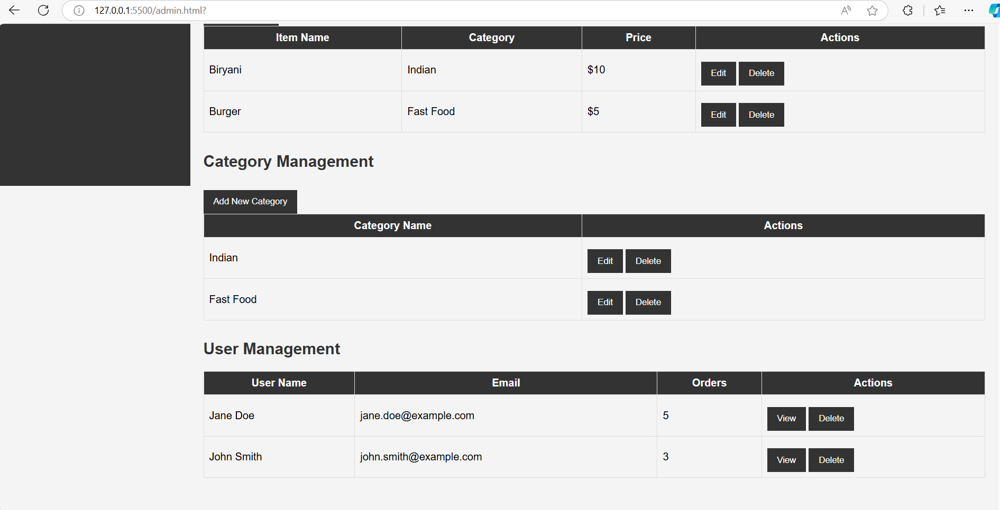 127.0.0.1:5500/admin.html?
Item Name Category Price Actions
Biryani Indian $10 Edit Delete
Burger Fast Food $5 Edit Delete
Category Management
Add New Category
Category Name Actions
Indian Edit Delete
Fast Food Edit Delete
User Management
User Name Email Orders Actions
Jane Doe jane.doe@example.com 5 View Delete
John Smith john.smith@example.com 3 View Delete